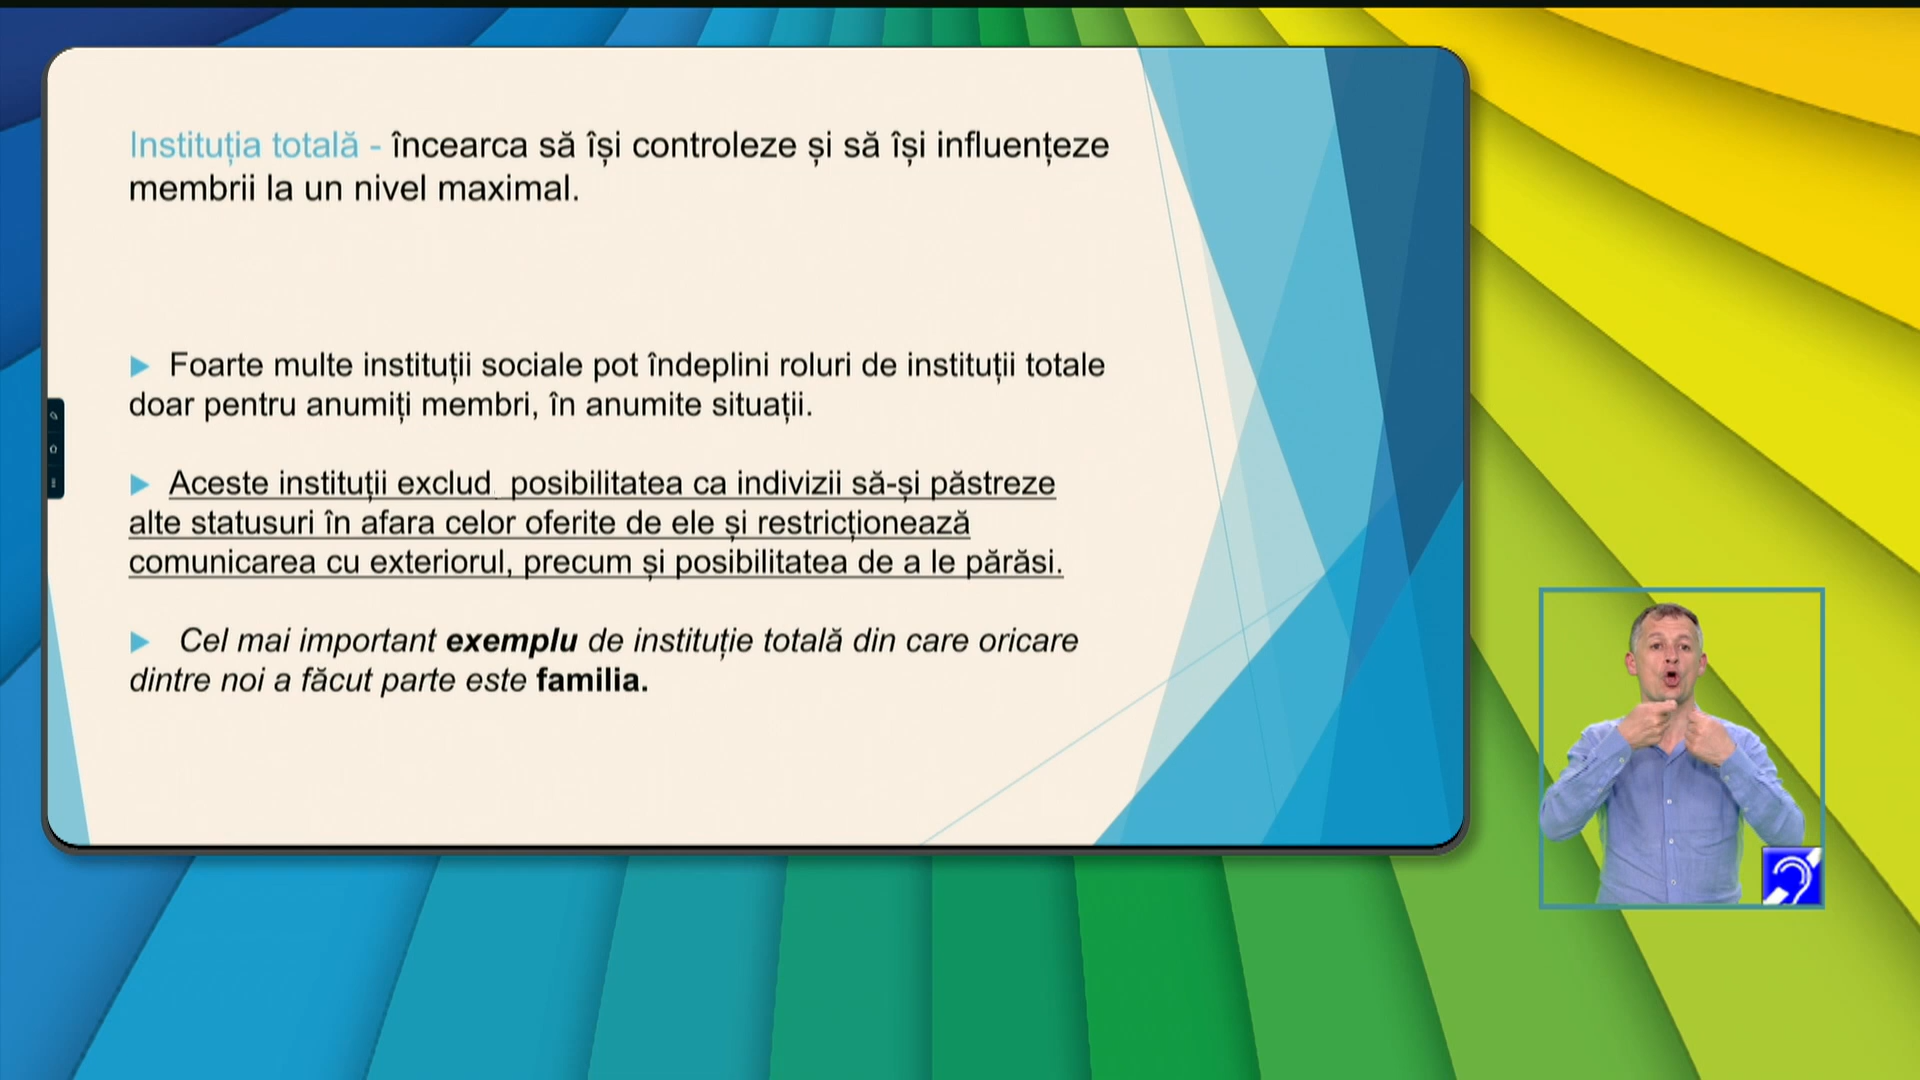 Instituția totală - încearca să își controleze și să își influențeze
membrii la un nivel maximal.
Foarte multe instituții sociale pot îndeplini roluri de instituții totale
doar pentru anumiți membri, în anumite situații.
Aceste instituții exclud posibilitatea ca indivizii să-și păstreze
alte statusuri în afara celor oferite de ele și restricționează
comunicarea cu exteriorul, precum și posibilitatea de a le părăsi.
Cel mai important exemplu de instituție totală din care oricare
dintre noi a făcut parte este familia.